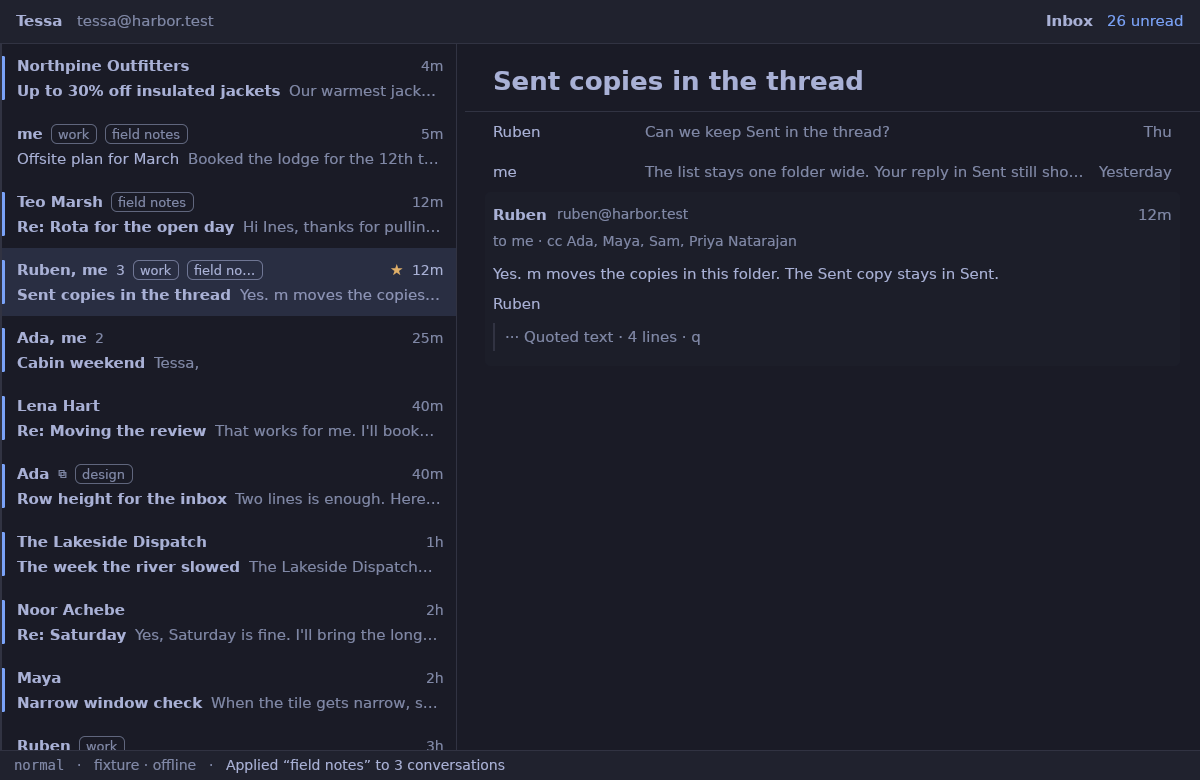 Tessa tessa@harbor.test
Inbox 26 unread
Northpine Outfitters 4m
Up to 30% off insulated jackets Our warmest jack…
me work field notes 5m
Offsite plan for March Booked the lodge for the 12th t…
Teo Marsh field notes 12m
Re: Rota for the open day Hi Ines, thanks for pullin…
Ruben, me 3 work field no… ★ 12m
Sent copies in the thread Yes. m moves the copies…
Ada, me 2 25m
Cabin weekend Tessa,
Lena Hart 40m
Re: Moving the review That works for me. I'll book…
Ada design 40m
Row height for the inbox Two lines is enough. Here…
The Lakeside Dispatch 1h
The week the river slowed The Lakeside Dispatch…
Noor Achebe 2h
Re: Saturday Yes, Saturday is fine. I'll bring the long…
Maya 2h
Narrow window check When the tile gets narrow, s…
Ruben work 3h
Sent copies in the thread
Ruben Can we keep Sent in the thread? Thu
me The list stays one folder wide. Your reply in Sent still sho… Yesterday
Ruben ruben@harbor.test 12m
to me · cc Ada, Maya, Sam, Priya Natarajan
Yes. m moves the copies in this folder. The Sent copy stays in Sent.
Ruben
··· Quoted text · 4 lines · q
normal · fixture · offline · Applied “field notes” to 3 conversations